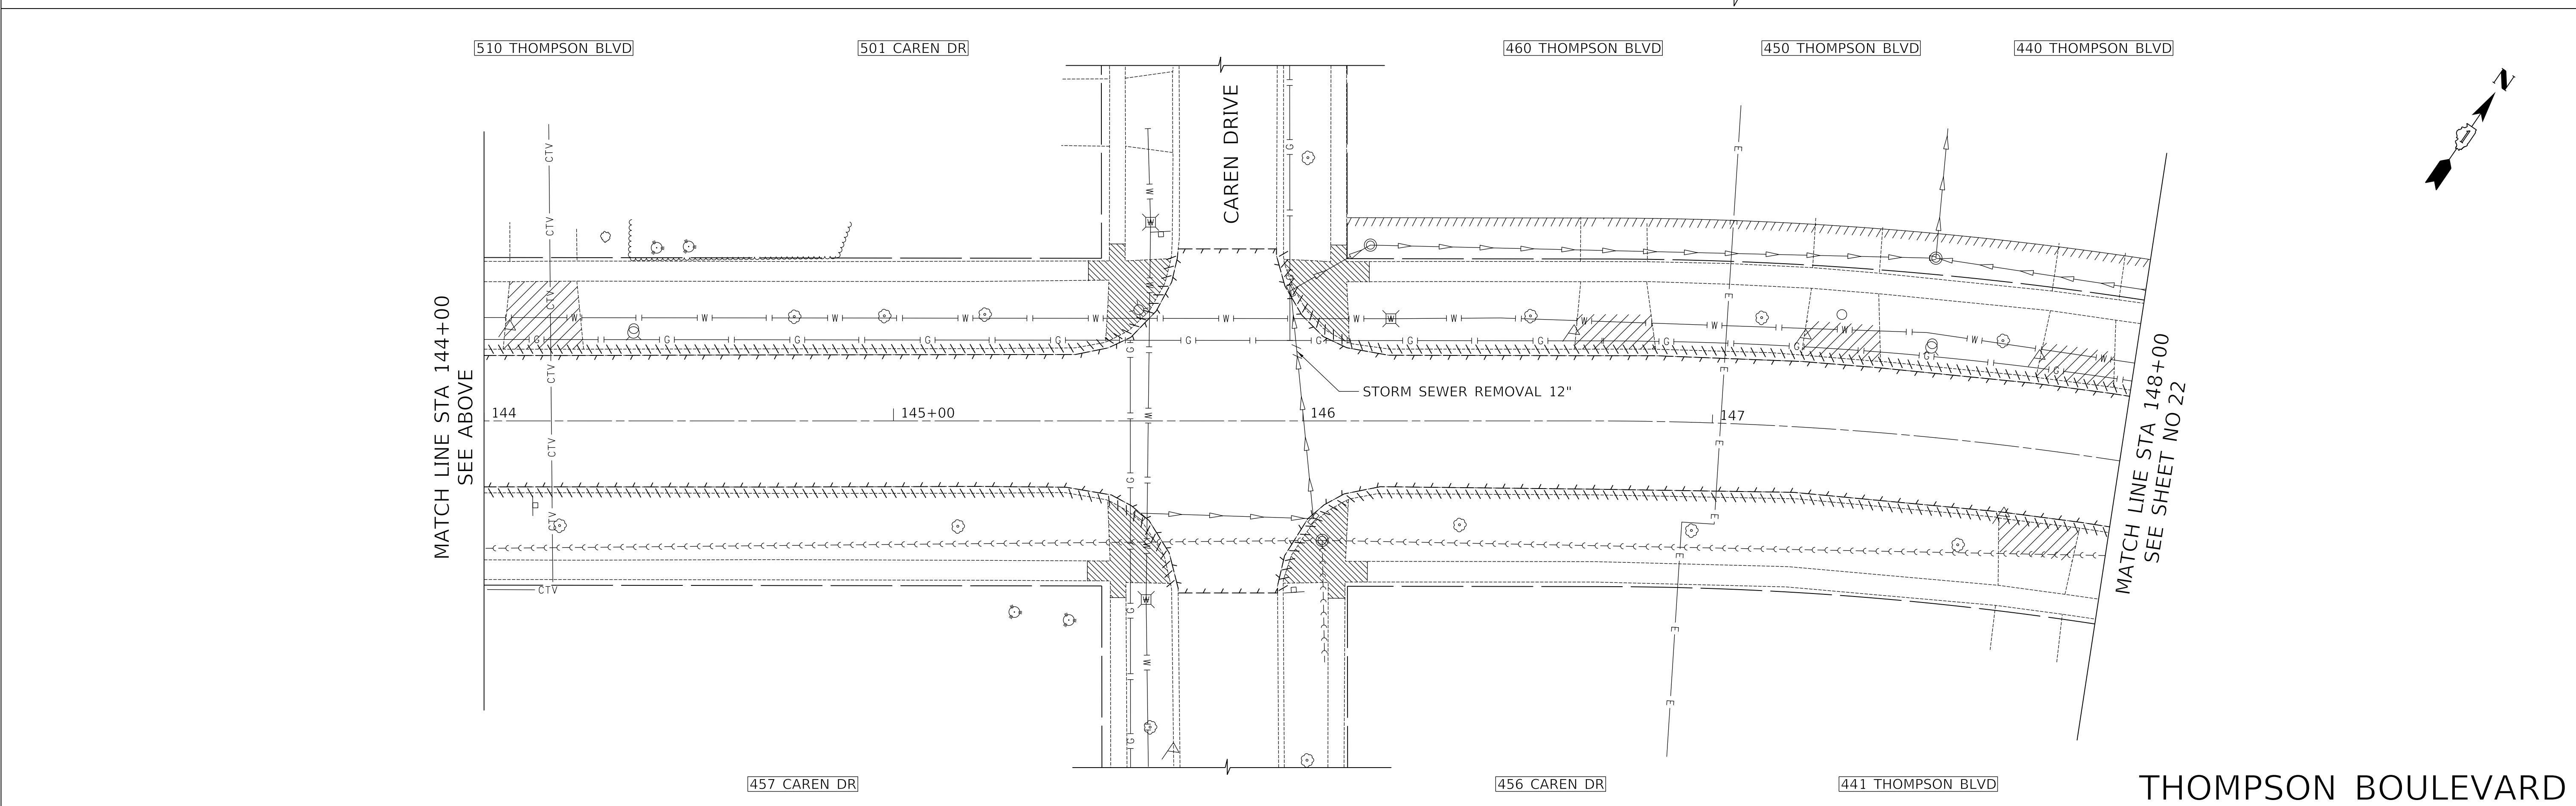 510 THOMPSON BLVD
501 CAREN DR
460 THOMPSON BLVD
450 THOMPSON BLVD
440 THOMPSON BLVD
N
CAREN DRIVE
MATCH LINE STA 144+00
SEE ABOVE
STORM SEWER REMOVAL 12"
144
145+00
146
147
MATCH LINE STA 148+00
SEE SHEET NO 22
CTV
457 CAREN DR
456 CAREN DR
441 THOMPSON BLVD
THOMPSON BOULEVARD